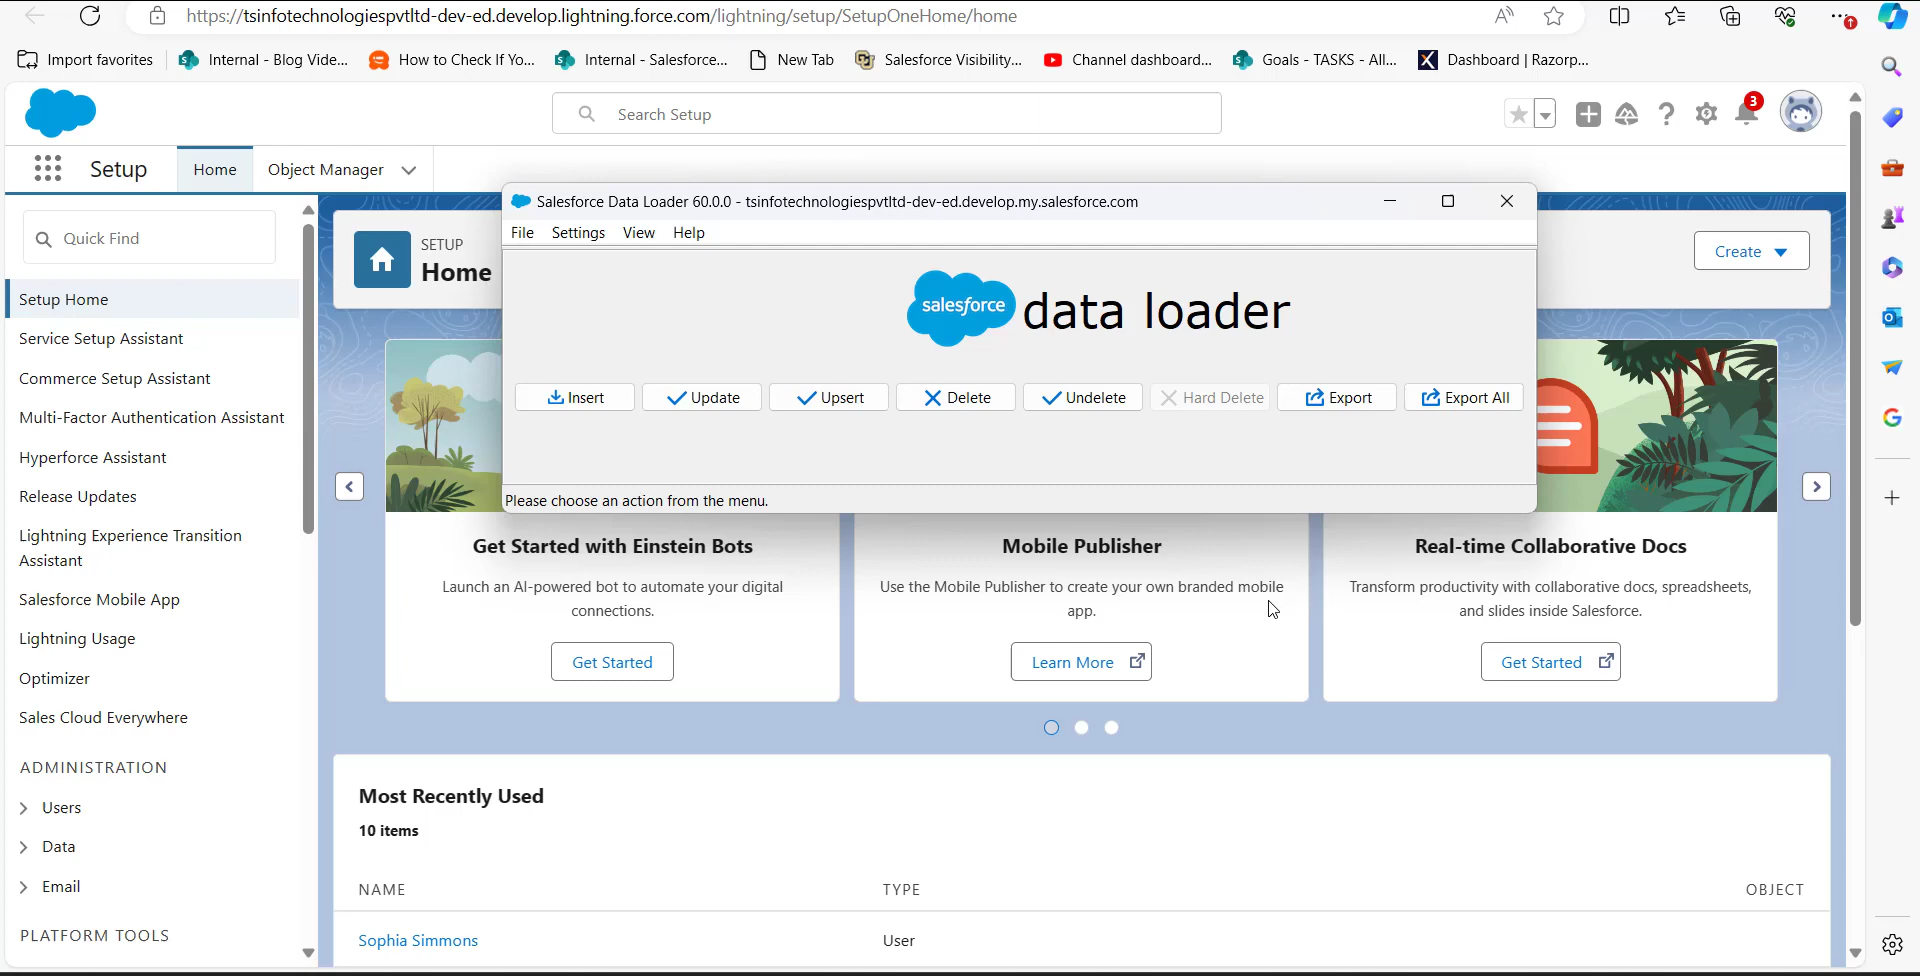 https://tsinfotechnologiespvtltd-dev-ed.develop.lightning.force.com/lightning/setup/SetupOneHome/home
Import favorites
Internal - Blog Vide...
How to Check If Yo...
Internal - Salesforce...
New Tab
Salesforce Visibility...
Channel dashboard...
Goals - TASKS - All...
Dashboard | Razorp...
Search Setup
3
Setup
Home
Object Manager
Salesforce Data Loader 60.0.0 - tsinfotechnologiespvtltd-dev-ed.develop.my.salesforce.com
File Settings View Help
salesforce data loader
Insert
Update
Upsert
Delete
Undelete
Hard Delete
Export
Export All
Please choose an action from the menu.
Quick Find
Setup Home
Service Setup Assistant
Commerce Setup Assistant
Multi-Factor Authentication Assistant
Hyperforce Assistant
Release Updates
Lightning Experience Transition
Assistant
Salesforce Mobile App
Lightning Usage
Optimizer
Sales Cloud Everywhere
ADMINISTRATION
Users
Data
Email
PLATFORM TOOLS
SETUP
Home
Create
Get Started with Einstein Bots
Launch an AI-powered bot to automate your digital
connections.
Get Started
Mobile Publisher
Use the Mobile Publisher to create your own branded mobile
app.
Learn More
Real-time Collaborative Docs
Transform productivity with collaborative docs, spreadsheets,
and slides inside Salesforce.
Get Started
Most Recently Used
10 items
NAME TYPE OBJECT
Sophia Simmons User